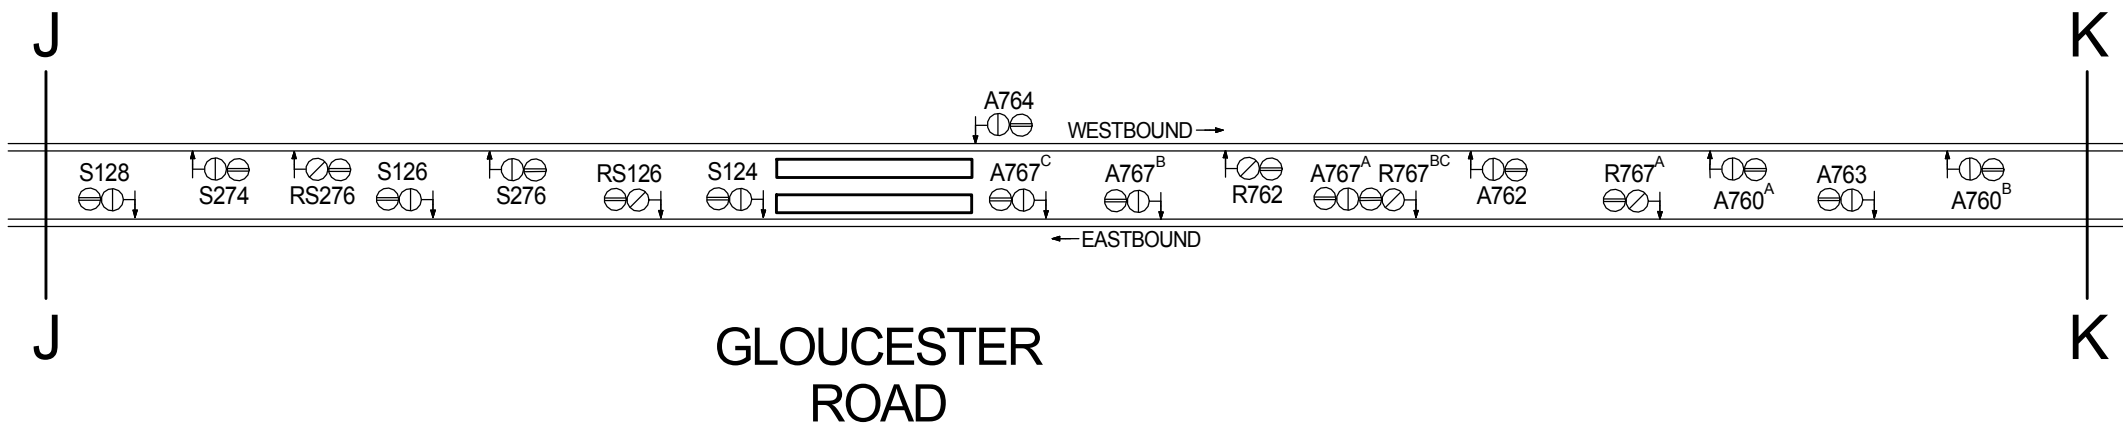 J K
A764
WESTBOUND
S128 S126 RS126 S124 A767C A767B A767A R767BC R767A A763
S274 RS276 S276 R762 A762 A760A A760B
EASTBOUND
J K
GLOUCESTER
ROAD